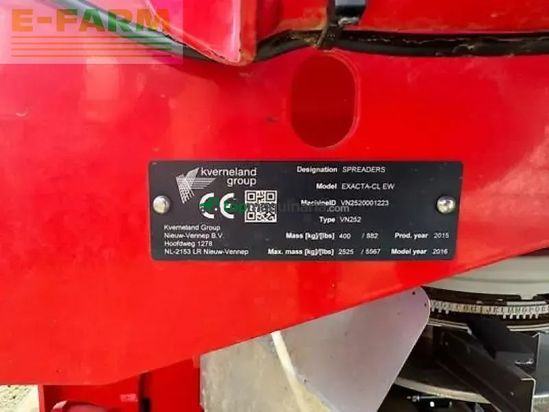 E-FARM
kverneland
group
Designation SPREADERS
Model EXACTA-CL EW
MachineID VN2520001223
Type VN252
Kverneland Group
Nieuw-Vennep B.V.
Hoofdweg 1278
NL-2153 LR Nieuw-Vennep
Mass [kg]/[lbs] 400 / 882 Prod. year 2015
Max. mass [kg]/[lbs] 2525 / 5567 Model year 2016
CE